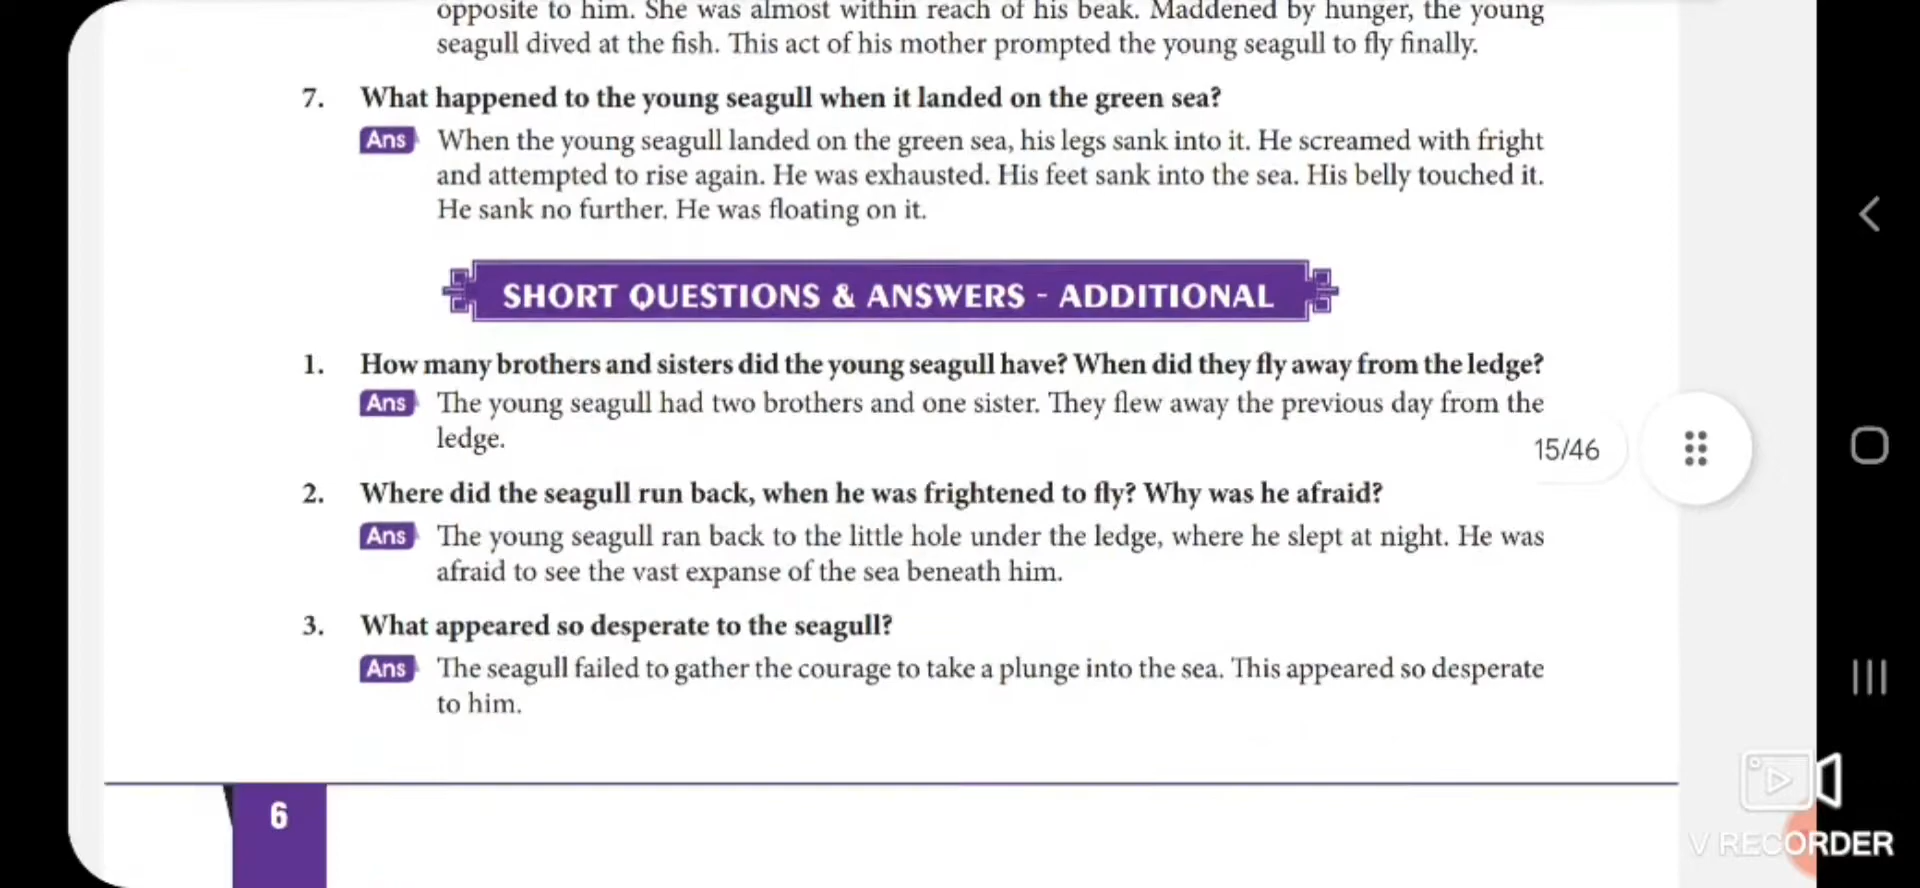 opposite to him. She was almost within reach of his beak. Maddened by hunger, the young
seagull dived at the fish. This act of his mother prompted the young seagull to fly finally.
7. What happened to the young seagull when it landed on the green sea?
Ans When the young seagull landed on the green sea, his legs sank into it. He screamed with fright
and attempted to rise again. He was exhausted. His feet sank into the sea. His belly touched it.
He sank no further. He was floating on it.
SHORT QUESTIONS & ANSWERS - ADDITIONAL
1. How many brothers and sisters did the young seagull have? When did they fly away from the ledge?
Ans The young seagull had two brothers and one sister. They flew away the previous day from the
ledge.
15/46
2. Where did the seagull run back, when he was frightened to fly? Why was he afraid?
Ans The young seagull ran back to the little hole under the ledge, where he slept at night. He was
afraid to see the vast expanse of the sea beneath him.
3. What appeared so desperate to the seagull?
Ans The seagull failed to gather the courage to take a plunge into the sea. This appeared so desperate
to him.
6
V RECORDER